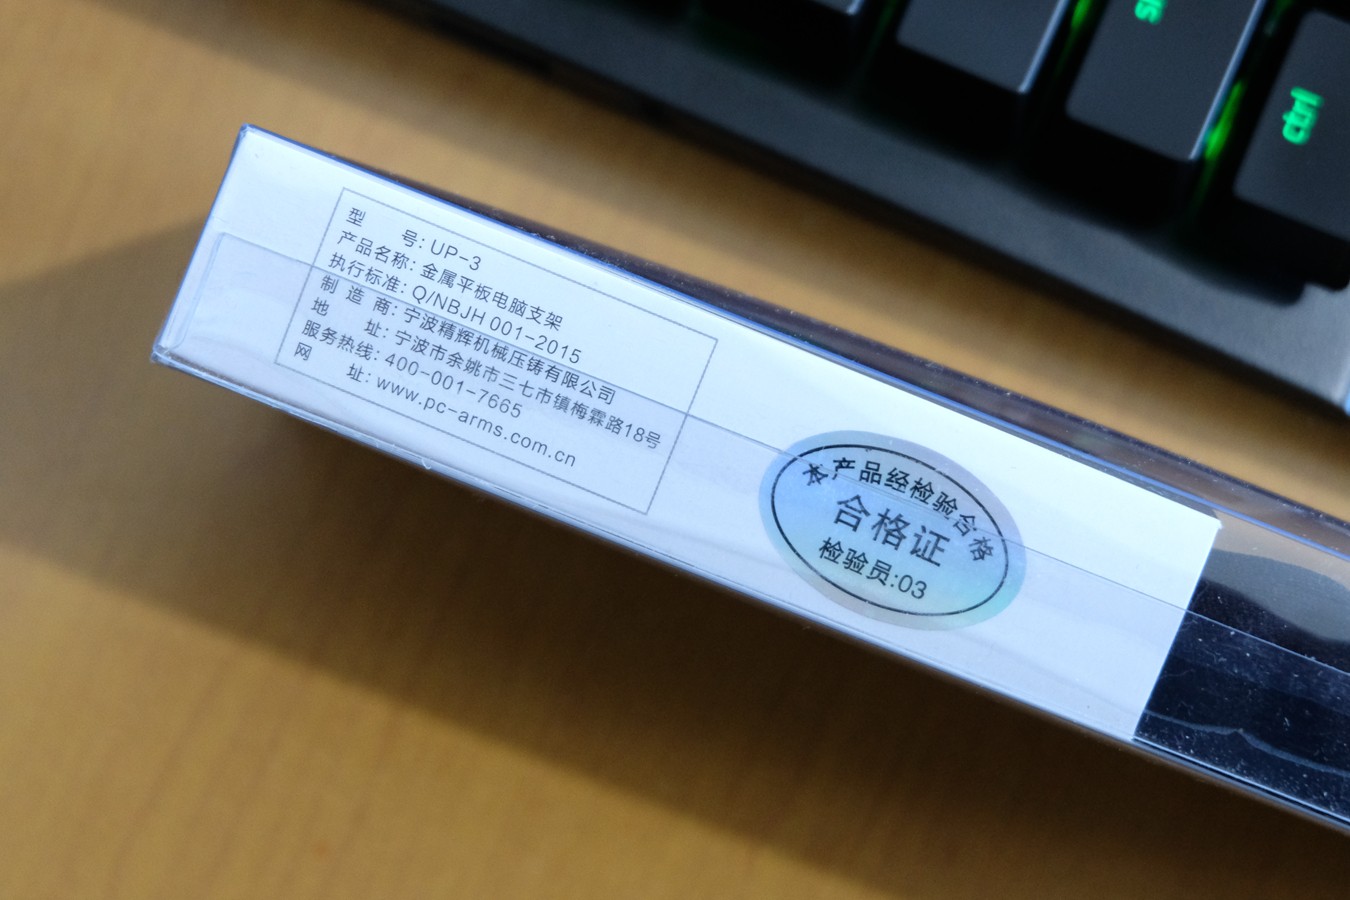 型 号: UP-3
产品名称: 金属平板电脑支架
执行标准: Q/NBJH 001-2015
制 造 商: 宁波精辉机械压铸有限公司
地 址: 宁波市余姚市三七市镇梅霖路18号
服务热线: 400-001-7665
网 址: www.pc-arms.com.cn
本产品经检验合格
合格证
检验员:03
ctrl